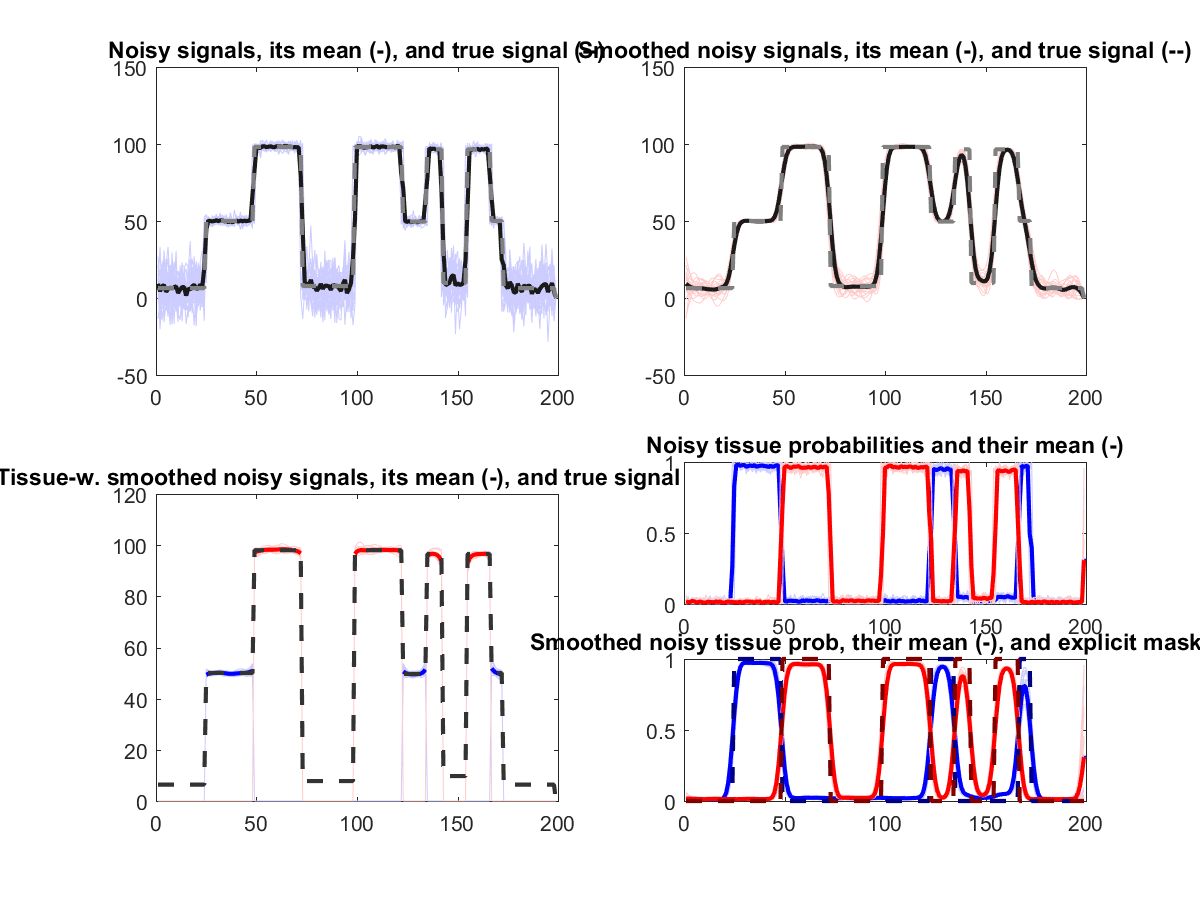 Noisy signals, its mean (-), and true signal (--)
Smoothed noisy signals, its mean (-), and true signal (--)
150
100
50
0
-50
0 50 100 150 200
150
100
50
0
-50
0 50 100 150 200
Tissue-w. smoothed noisy signals, its mean (-), and true signal
120
100
80
60
40
20
0
0 50 100 150 200
Noisy tissue probabilities and their mean (-)
1
0.5
0
0 50 100 150 200
Smoothed noisy tissue prob, their mean (-), and explicit mask
1
0.5
0
0 50 100 150 200